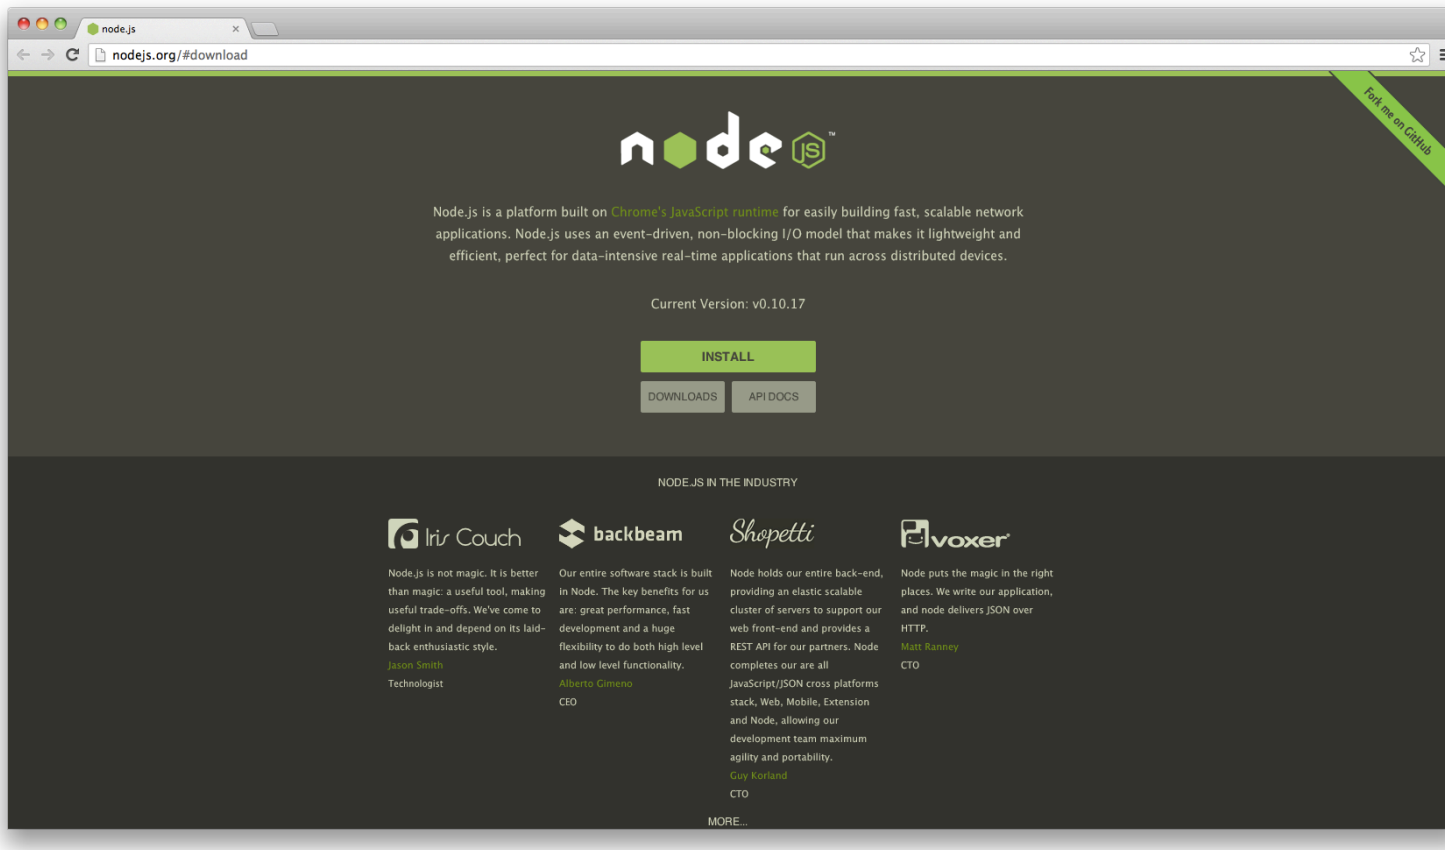 node.js
nodejs.org/#download
Fork me on GitHub
node JS ™
Node.js is a platform built on Chrome's JavaScript runtime for easily building fast, scalable network
applications. Node.js uses an event-driven, non-blocking I/O model that makes it lightweight and
efficient, perfect for data-intensive real-time applications that run across distributed devices.
Current Version: v0.10.17
INSTALL
DOWNLOADS
API DOCS
NODE.JS IN THE INDUSTRY
Iris Couch
Node.js is not magic. It is better
than magic: a useful tool, making
useful trade-offs. We've come to
delight in and depend on its laid-
back enthusiastic style.
Jason Smith
Technologist
backbeam
Our entire software stack is built
in Node. The key benefits for us
are: great performance, fast
development and a huge
flexibility to do both high level
and low level functionality.
Alberto Gimeno
CEO
Shopetti
Node holds our entire back-end,
providing an elastic scalable
cluster of servers to support our
web front-end and provides a
REST API for our partners. Node
completes our are all
JavaScript/JSON cross platforms
stack, Web, Mobile, Extension
and Node, allowing our
development team maximum
agility and portability.
Guy Korland
CTO
voxer
Node puts the magic in the right
places. We write our application,
and node delivers JSON over
HTTP.
Matt Ranney
CTO
MORE...